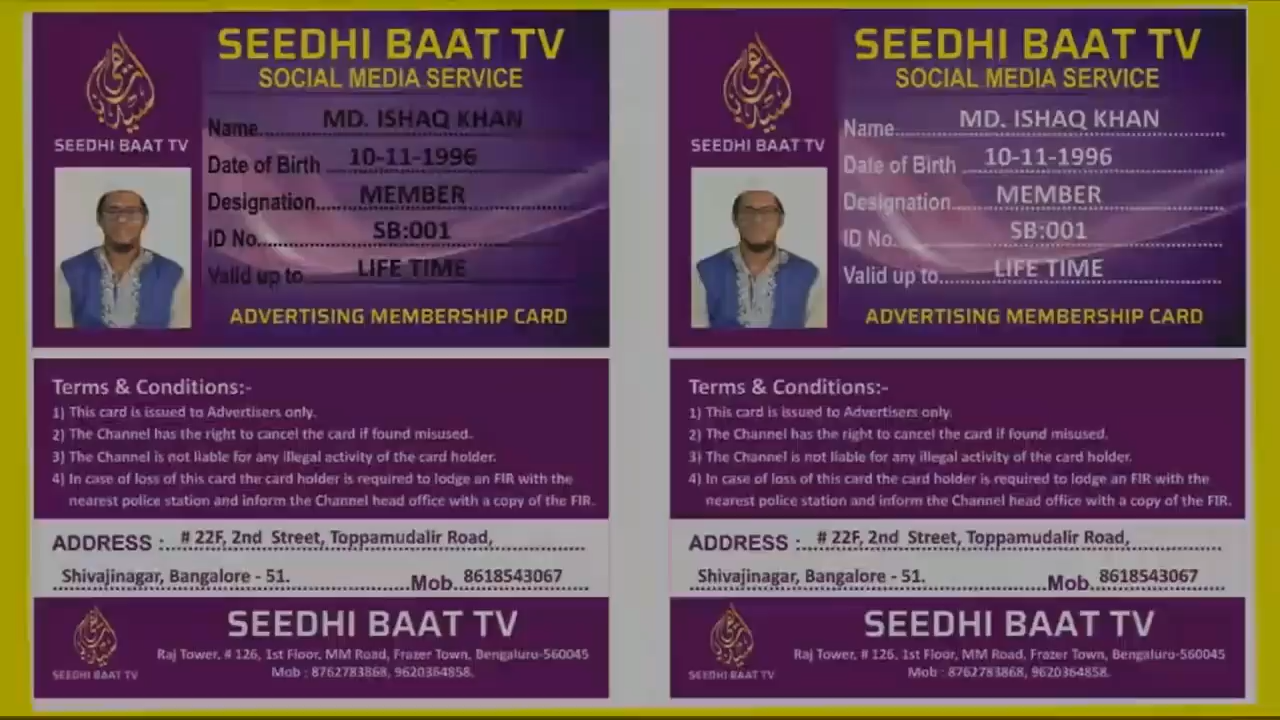 SEEDHI BAAT TV
SOCIAL MEDIA SERVICE
SEEDHI BAAT TV
Name MD. ISHAQ KHAN
Date of Birth 10-11-1996
Designation MEMBER
ID No. SB:001
Valid up to LIFE TIME
ADVERTISING MEMBERSHIP CARD
Terms & Conditions:-
1) This card is issued to Advertisers only.
2) The Channel has the right to cancel the card if found misused.
3) The Channel is not liable for any illegal activity of the card holder.
4) In case of loss of this card the card holder is required to lodge an FIR with the
nearest police station and inform the Channel head office with a copy of the FIR.
ADDRESS : # 22F, 2nd Street, Toppamudalir Road,
Shivajinagar, Bangalore - 51. Mob. 8618543067
SEEDHI BAAT TV
Raj Tower, # 126, 1st Floor, MM Road, Frazer Town, Bengaluru-560045
SEEDHI BAAT TV
Mob : 8762783868, 9620364858.
SEEDHI BAAT TV
SOCIAL MEDIA SERVICE
SEEDHI BAAT TV
Name MD. ISHAQ KHAN
Date of Birth 10-11-1996
Designation MEMBER
ID No. SB:001
Valid up to LIFE TIME
ADVERTISING MEMBERSHIP CARD
Terms & Conditions:-
1) This card is issued to Advertisers only.
2) The Channel has the right to cancel the card if found misused.
3) The Channel is not liable for any illegal activity of the card holder.
4) In case of loss of this card the card holder is required to lodge an FIR with the
nearest police station and inform the Channel head office with a copy of the FIR.
ADDRESS : # 22F, 2nd Street, Toppamudalir Road,
Shivajinagar, Bangalore - 51. Mob. 8618543067
SEEDHI BAAT TV
Raj Tower, # 126, 1st Floor, MM Road, Frazer Town, Bengaluru-560045
SEEDHI BAAT TV
Mob : 8762783868, 9620364858.